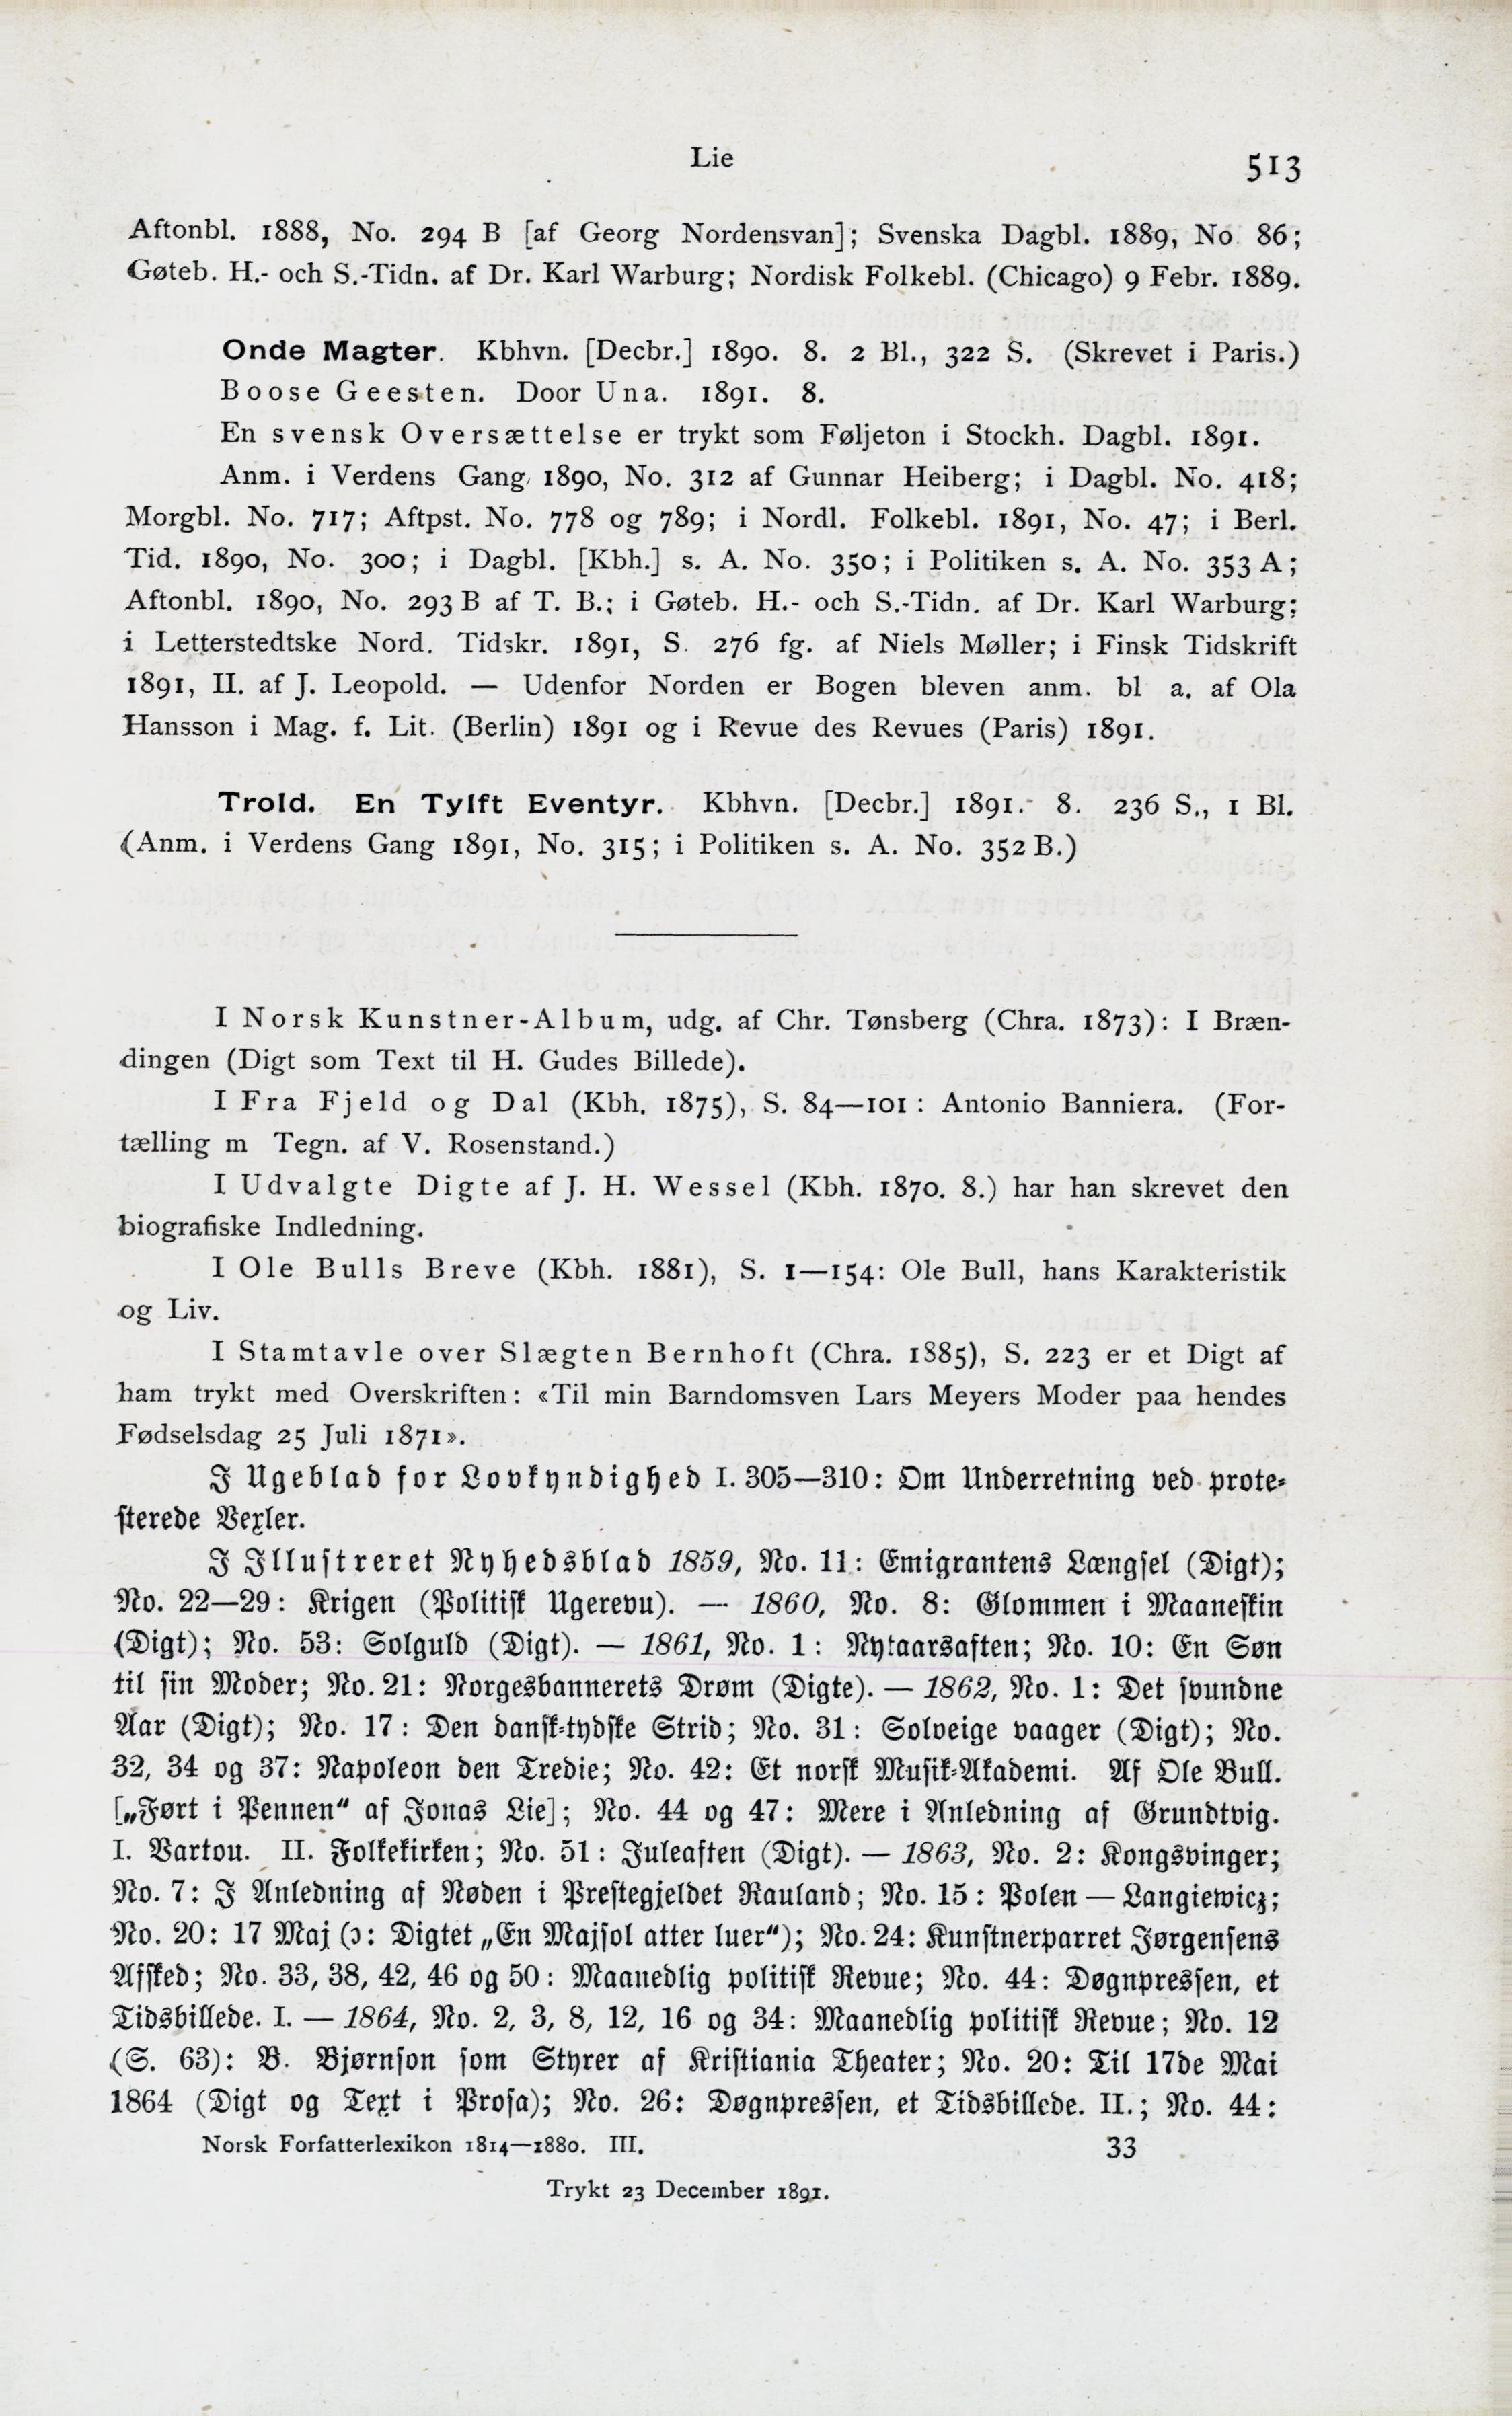 Lie
513
Aftonbl. 1888, No. 294 B [af Georg Nordensvan]; Svenska Dagbl. 1889, No. 86;
Gøteb. H.- och S.-Tidn. af Dr. Karl Warburg; Nordisk Folkebl. (Chicago) 9 Febr. 1889.
Onde Magter. Kbhvn. [Decbr.] 1890. 8. 2 Bl., 322 S. (Skrevet i Paris.)
Boose Geesten. Door Una. 1891. 8.
En svensk Oversættelse er trykt som Føljeton i Stockh. Dagbl. 1891.
Anm. i Verdens Gang 1890, No. 312 af Gunnar Heiberg; i Dagbl. No. 418;
Morgbl. No. 717; Aftpst. No. 778 og 789; i Nordl. Folkebl. 1891, No. 47; i Berl.
Tid. 1890, No. 300; i Dagbl. [Kbh.] s. A. No. 350; i Politiken s. A. No. 353 A;
Aftonbl. 1890, No. 293 B af T. B.; i Gøteb. H.- och S.-Tidn. af Dr. Karl Warburg;
i Letterstedtske Nord. Tidskr. 1891, S. 276 fg. af Niels Møller; i Finsk Tidskrift
1891, II. af J. Leopold. — Udenfor Norden er Bogen bleven anm. bl a. af Ola
Hansson i Mag. f. Lit. (Berlin) 1891 og i Revue des Revues (Paris) 1891.
Trold. En Tylft Eventyr. Kbhvn. [Decbr.] 1891. 8. 236 S., 1 Bl.
(Anm. i Verdens Gang 1891, No. 315; i Politiken s. A. No. 352 B.)
I Norsk Kunstner-Album, udg. af Chr. Tønsberg (Chra. 1873): I Bræn-
dingen (Digt som Text til H. Gudes Billede).
I Fra Fjeld og Dal (Kbh. 1875), S. 84—101: Antonio Banniera. (For-
tælling m Tegn. af V. Rosenstand.)
I Udvalgte Digte af J. H. Wessel (Kbh. 1870. 8.) har han skrevet den
biografiske Indledning.
I Ole Bulls Breve (Kbh. 1881), S. 1—154: Ole Bull, hans Karakteristik
og Liv.
I Stamtavle over Slægten Bernhoft (Chra. 1885), S. 223 er et Digt af
ham trykt med Overskriften: «Til min Barndomsven Lars Meyers Moder paa hendes
Fødselsdag 25 Juli 1871».
I Ugeblad for Lovkyndighed I. 305—310: Om Underretning ved prote-
sterede Vexler.
I Illustreret Nyhedsblad 1859, No. 11: Emigrantens Længsel (Digt);
No. 22—29: Krigen (Politisk Ugerevu). — 1860, No. 8: Glommen i Maaneskin
(Digt); No. 53: Solguld (Digt). — 1861, No. 1: Nytaarsaften; No. 10: En Søn
til sin Moder; No. 21: Norgesbannerets Drøm (Digte). — 1862, No. 1: Det svundne
Aar (Digt); No. 17: Den dansk-tydske Strid; No. 31: Solveige vaager (Digt); No.
32, 34 og 37: Napoleon den Tredie; No. 42: Et norsk Musik-Akademi. Af Ole Bull.
[„Ført i Pennen“ af Jonas Lie]; No. 44 og 47: Mere i Anledning af Grundtvig.
I. Vartou. II. Folkekirken; No. 51: Juleaften (Digt). — 1863, No. 2: Kongsvinger;
No. 7: I Anledning af Nøden i Prestegjeldet Rauland; No. 15: Polen — Langiewicz;
No. 20: 17 Maj (ɔ: Digtet „En Majsol atter luer“); No. 24: Kunstnerparret Jørgensens
Afsked; No. 33, 38, 42, 46 og 50: Maanedlig politisk Revue; No. 44: Døgnpressen, et
Tidsbillede. I. — 1864, No. 2, 3, 8, 12, 16 og 34: Maanedlig politisk Revue; No. 12
(S. 63): B. Bjørnson som Styrer af Kristiania Theater; No. 20: Til 17de Mai
1864 (Digt og Text i Prosa); No. 26: Døgnpressen, et Tidsbillede. II.; No. 44:
Norsk Forfatterlexikon 1814—1880. III.
33
Trykt 23 December 1891.